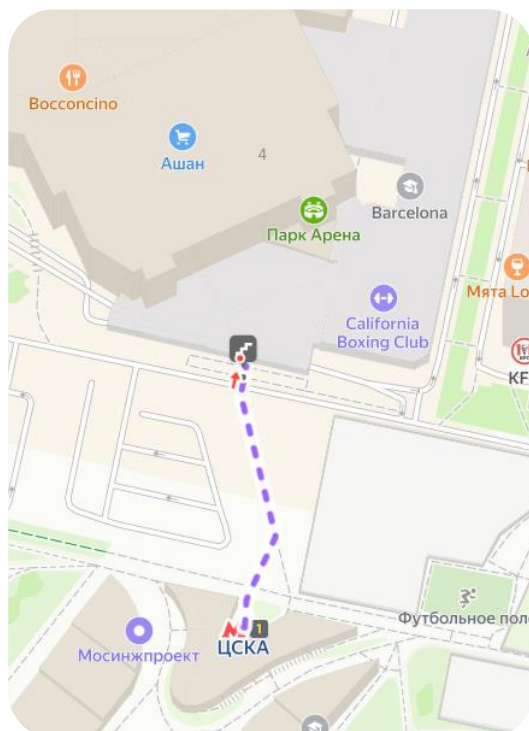 Bocconcino
Ашан
4
Barcelona
Парк Арена
Мята Lo
California
Boxing Club
KF
1
ЦСКА
Футбольное пол
Мосинжпроект